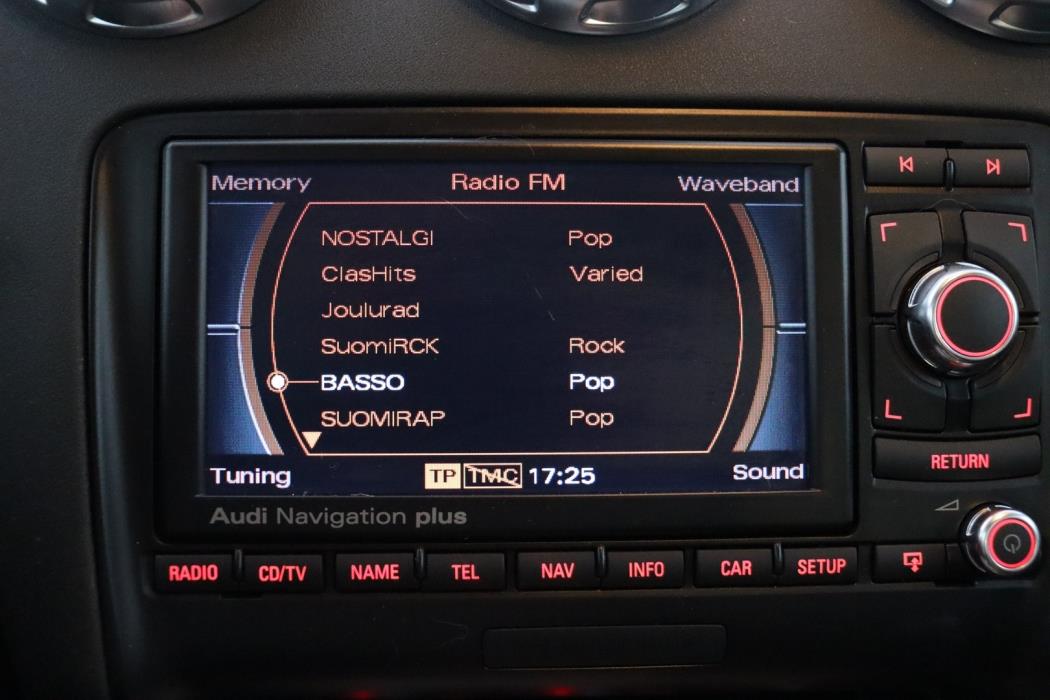 Memory Radio FM Waveband
NOSTALGI Pop
ClasHits Varied
Joulurad
SuomiRCK Rock
BASSO Pop
SUOMIRAP Pop
Tuning TP TMC 17:25 Sound
RETURN
Audi Navigation plus
RADIO CD/TV NAME TEL NAV INFO CAR SETUP